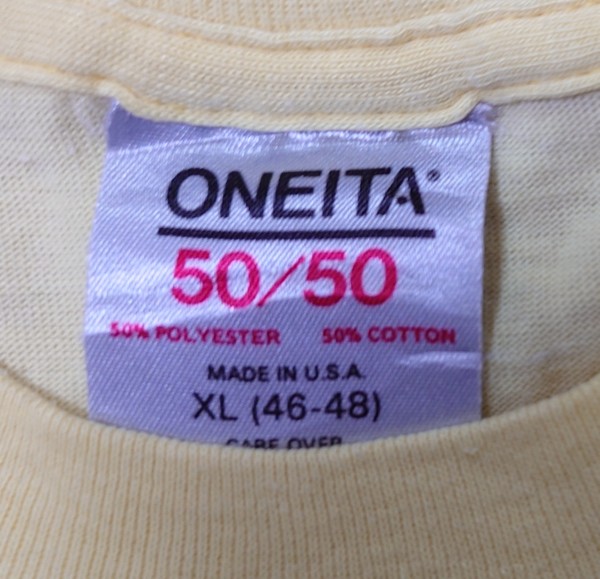 ONEITA®
50/50
50% POLYESTER 50% COTTON
MADE IN U.S.A.
XL (46-48)
CARE OVER